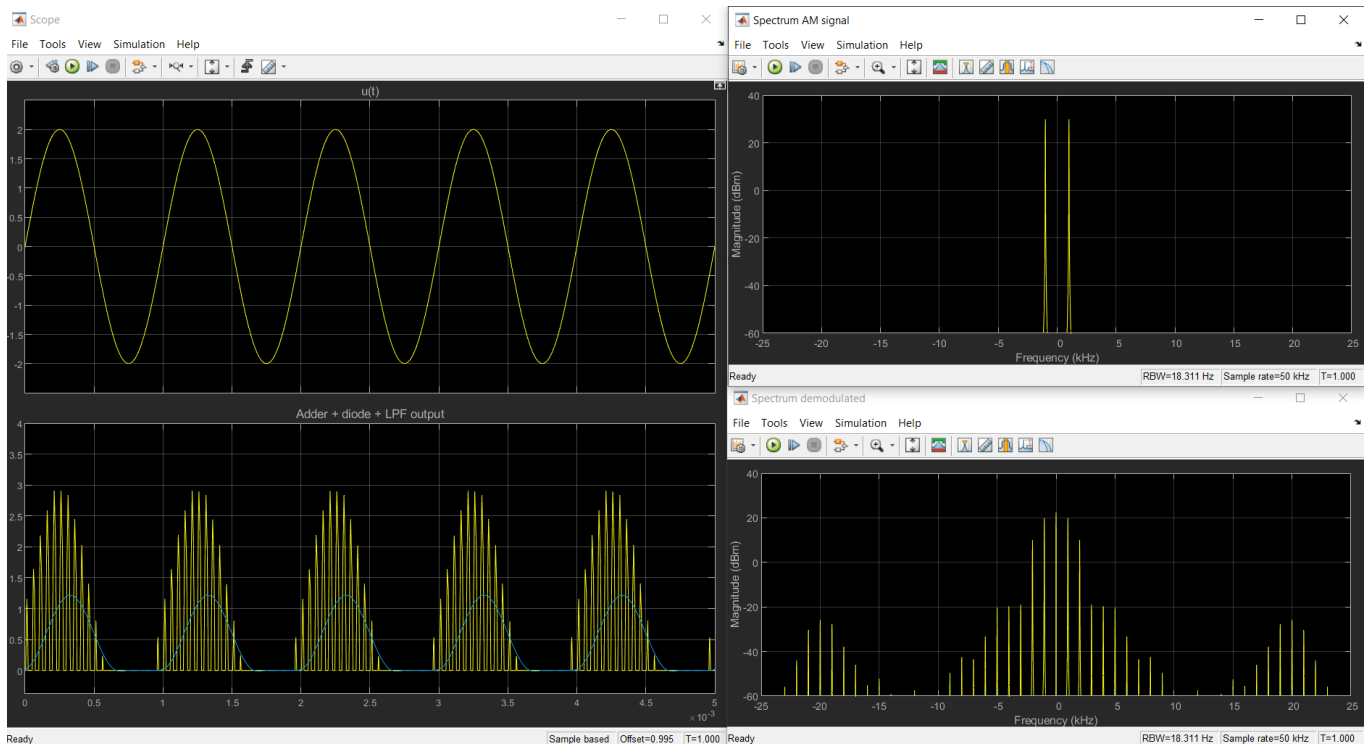 Scope
File Tools View Simulation Help
u(t)
2
1.5
1
0.5
0
-0.5
-1
-1.5
-2
Adder + diode + LPF output
4
3.5
3
2.5
2
1.5
1
0.5
0
0 0.5 1 1.5 2 2.5 3 3.5 4 4.5 5
×10⁻³
Ready Sample based Offset=0.995 T=1.000
Spectrum AM signal
File Tools View Simulation Help
40
20
0
-20
-40
-60
Magnitude (dBm)
-25 -20 -15 -10 -5 0 5 10 15 20 25
Frequency (kHz)
Ready RBW=18.311 Hz Sample rate=50 kHz T=1.000
Spectrum demodulated
File Tools View Simulation Help
40
20
0
-20
-40
-60
Magnitude (dBm)
-25 -20 -15 -10 -5 0 5 10 15 20 25
Frequency (kHz)
Ready RBW=18.311 Hz Sample rate=50 kHz T=1.000